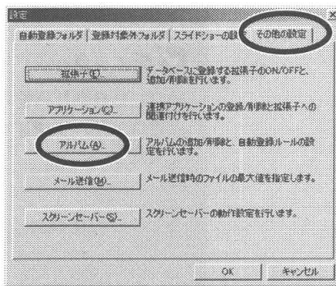 設定
自動登録フォルダ 登録対象外フォルダ スライドショーの設定 その他の設定
拡張子(E)...
データベースに登録する拡張子のON/OFFと、
追加/削除を行います。
アプリケーション(C)...
連携アプリケーションの登録/削除と拡張子への
関連付けを行います。
アルバム(A)...
アルバムの追加/削除と、自動登録ルールの設
定を行います。
メール送信(M)...
メール送信時のファイルの最大値を指定します。
スクリーンセーバー(S)...
スクリーンセーバーの動作設定を行います。
OK キャンセル